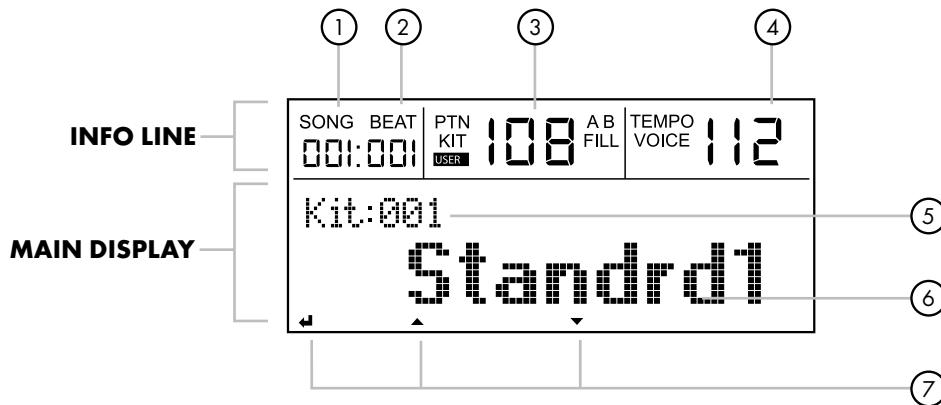 1 2 3 4
INFO LINE
SONG BEAT PTN A B TEMPO
KIT FILL VOICE
USER
001:001 108 112
MAIN DISPLAY
Kit:001 5
Standrd1 6
7